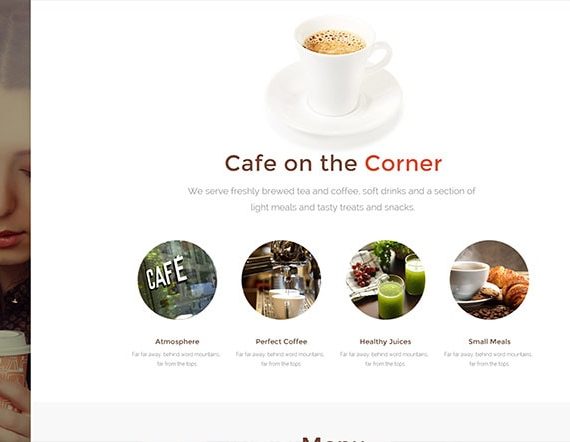 Cafe on the Corner
We serve freshly brewed tea and coffee, soft drinks and a section of
light meals and tasty treats and snacks.
CAFÉ
Atmosphere
Perfect Coffee
Healthy Juices
Small Meals
Far far away, behind word mountains,
far from the tops
Far far away, behind word mountains,
far from the tops
Far far away, behind word mountains,
far from the tops
Far far away, behind word mountains,
far from the tops
Menu